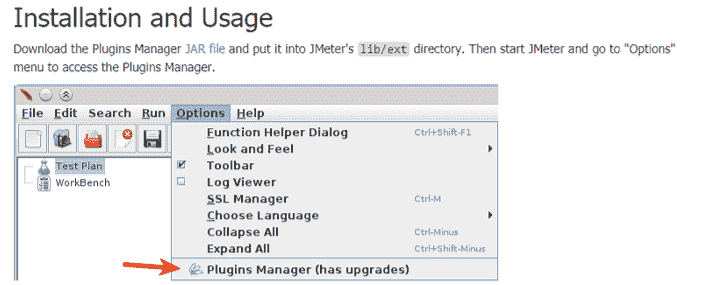 Installation and Usage
Download the Plugins Manager JAR file and put it into JMeter's lib/ext directory. Then start JMeter and go to "Options"
menu to access the Plugins Manager.
File Edit Search Run Options Help
Function Helper Dialog Ctrl+Shift-F1
Look and Feel
Test Plan
Toolbar
WorkBench
Log Viewer
SSL Manager Ctrl-M
Choose Language
Collapse All Ctrl-Minus
Expand All Ctrl+Shift-Minus
Plugins Manager (has upgrades)